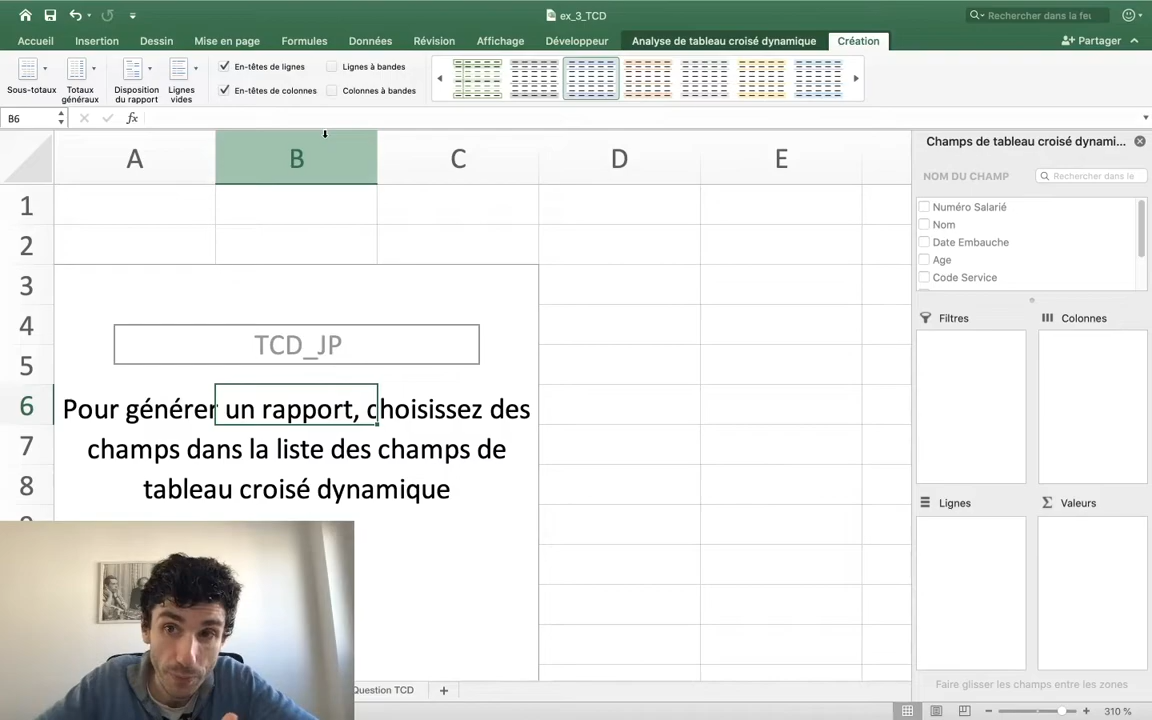 ex_3_TCD
Rechercher dans la feu
Accueil Insertion Dessin Mise en page Formules Données Révision Affichage Développeur Analyse de tableau croisé dynamique Création Partager
Sous-totaux
Totaux généraux
Disposition du rapport
Lignes vides
En-têtes de lignes
Lignes à bandes
En-têtes de colonnes
Colonnes à bandes
B6
fx
A B C D E
1
2
3
4
5
6
7
8
TCD_JP
Pour générer un rapport, choisissez des
champs dans la liste des champs de
tableau croisé dynamique
Champs de tableau croisé dynami...
NOM DU CHAMP
Rechercher dans le
Numéro Salarié
Nom
Date Embauche
Age
Code Service
Filtres
Colonnes
Lignes
Σ Valeurs
Faire glisser les champs entre les zones
Question TCD
310 %